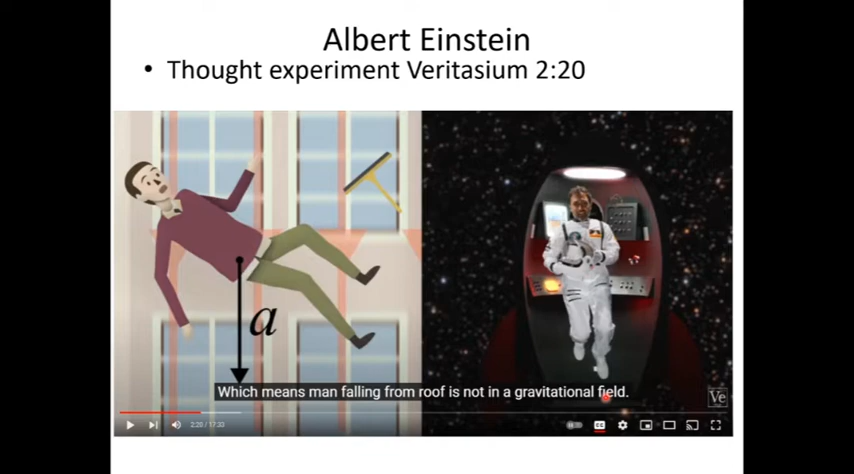 Albert Einstein
• Thought experiment Veritasium 2:20
a
Which means man falling from roof is not in a gravitational field.
Ve
2:20 / 17:33
CC